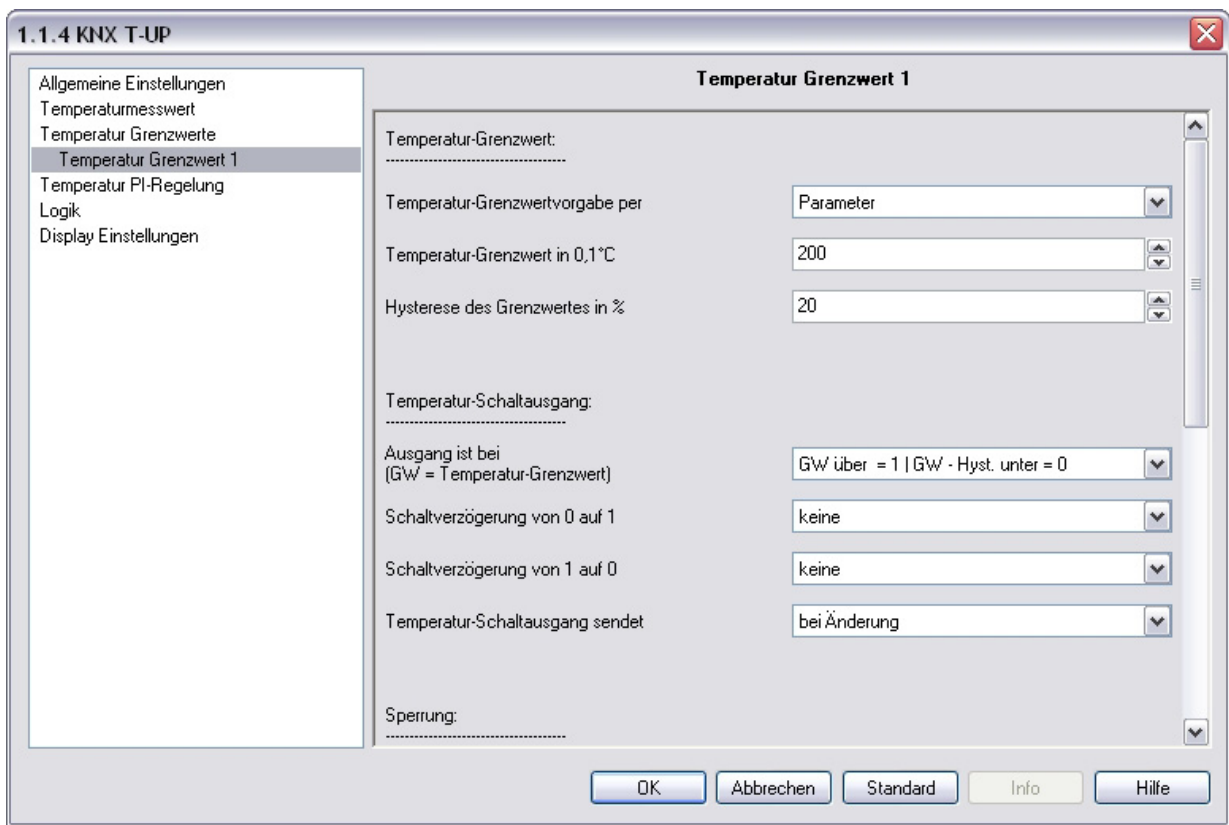 1.1.4 KNX T-UP
Allgemeine Einstellungen
Temperaturmesswert
Temperatur Grenzwerte
Temperatur Grenzwert 1
Temperatur PI-Regelung
Logik
Display Einstellungen
Temperatur Grenzwert 1
Temperatur-Grenzwert:
--------------------------------------
Temperatur-Grenzwertvorgabe per
Parameter
Temperatur-Grenzwert in 0,1°C
200
Hysterese des Grenzwertes in %
20
Temperatur-Schaltausgang:
--------------------------------------
Ausgang ist bei
(GW = Temperatur-Grenzwert)
GW über = 1 | GW - Hyst. unter = 0
Schaltverzögerung von 0 auf 1
keine
Schaltverzögerung von 1 auf 0
keine
Temperatur-Schaltausgang sendet
bei Änderung
Sperrung:
--------------------------------------
OK
Abbrechen
Standard
Info
Hilfe